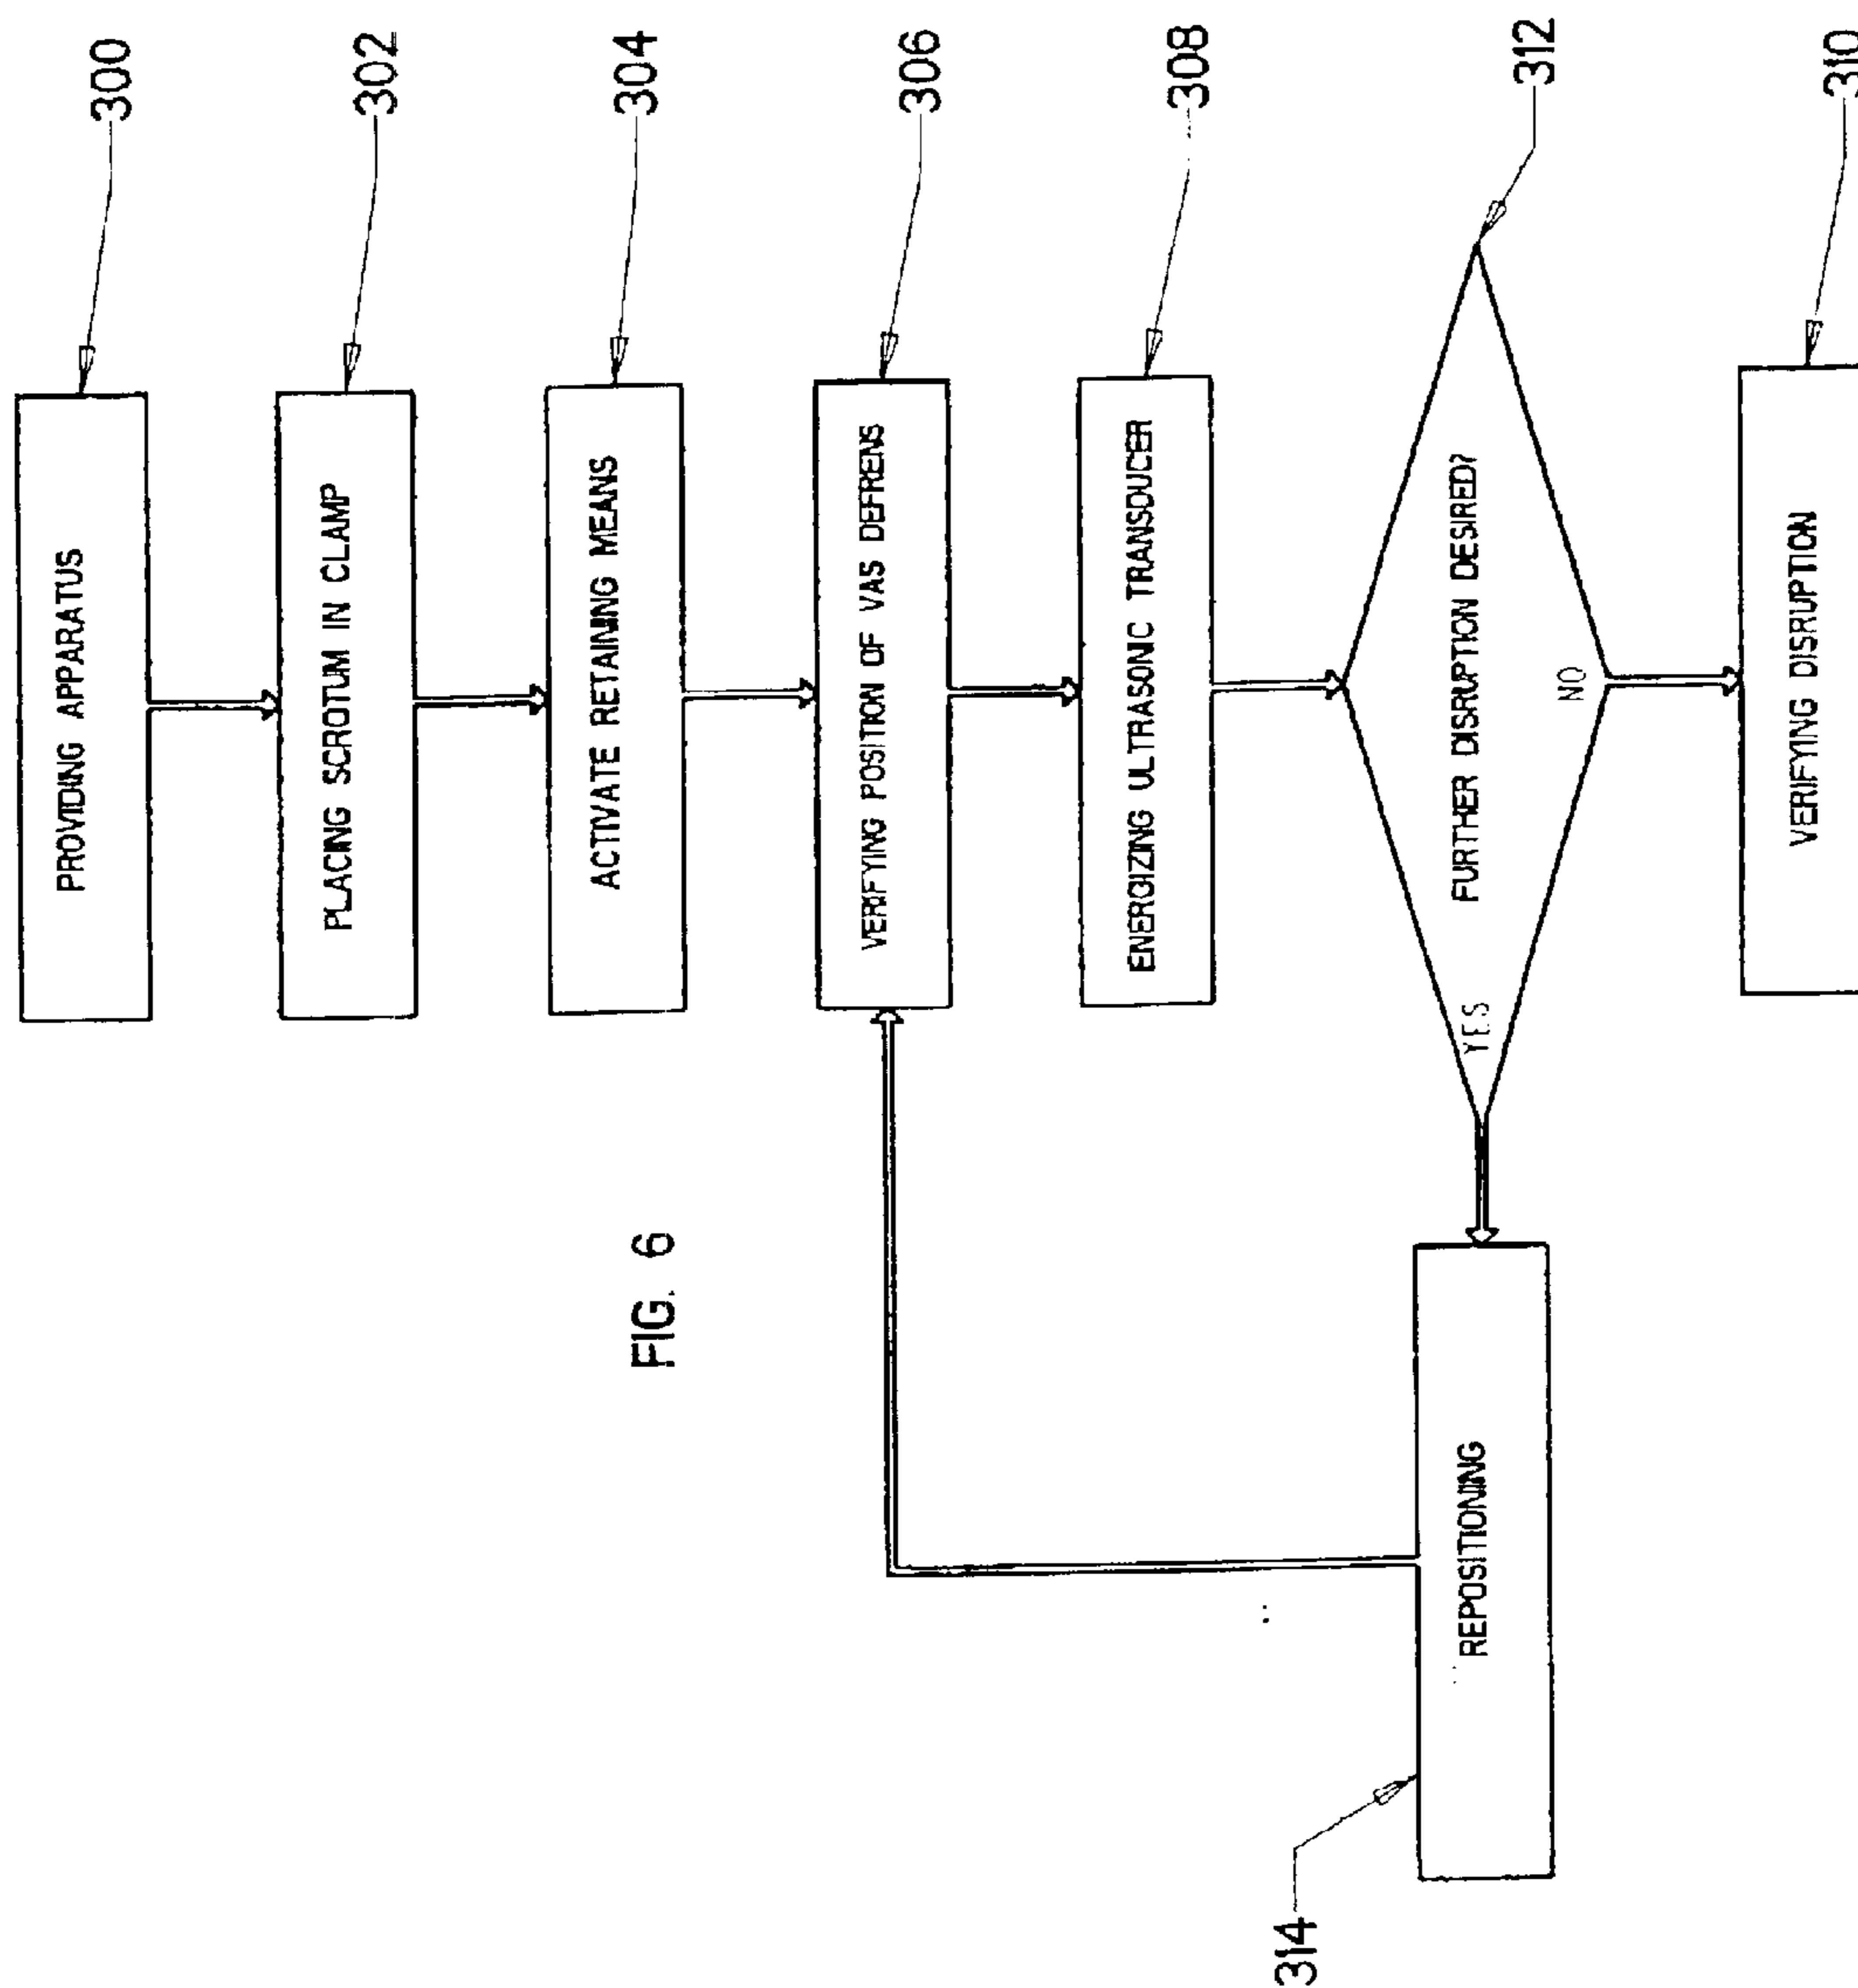 300
PROVIDING APPARATUS
302
PLACING SCROTUM IN CLAMP
304
ACTIVATE RETAINING MEANS
306
VERIFYING POSITION OF VAS DEFRENS
308
ENERGIZING ULTRASONIC TRANSDUCER
312
YES
FURTHER DISRUPTION DESIRED?
NO
310
VERIFYING DISRUPTION
314
REPOSITIONING
FIG. 6